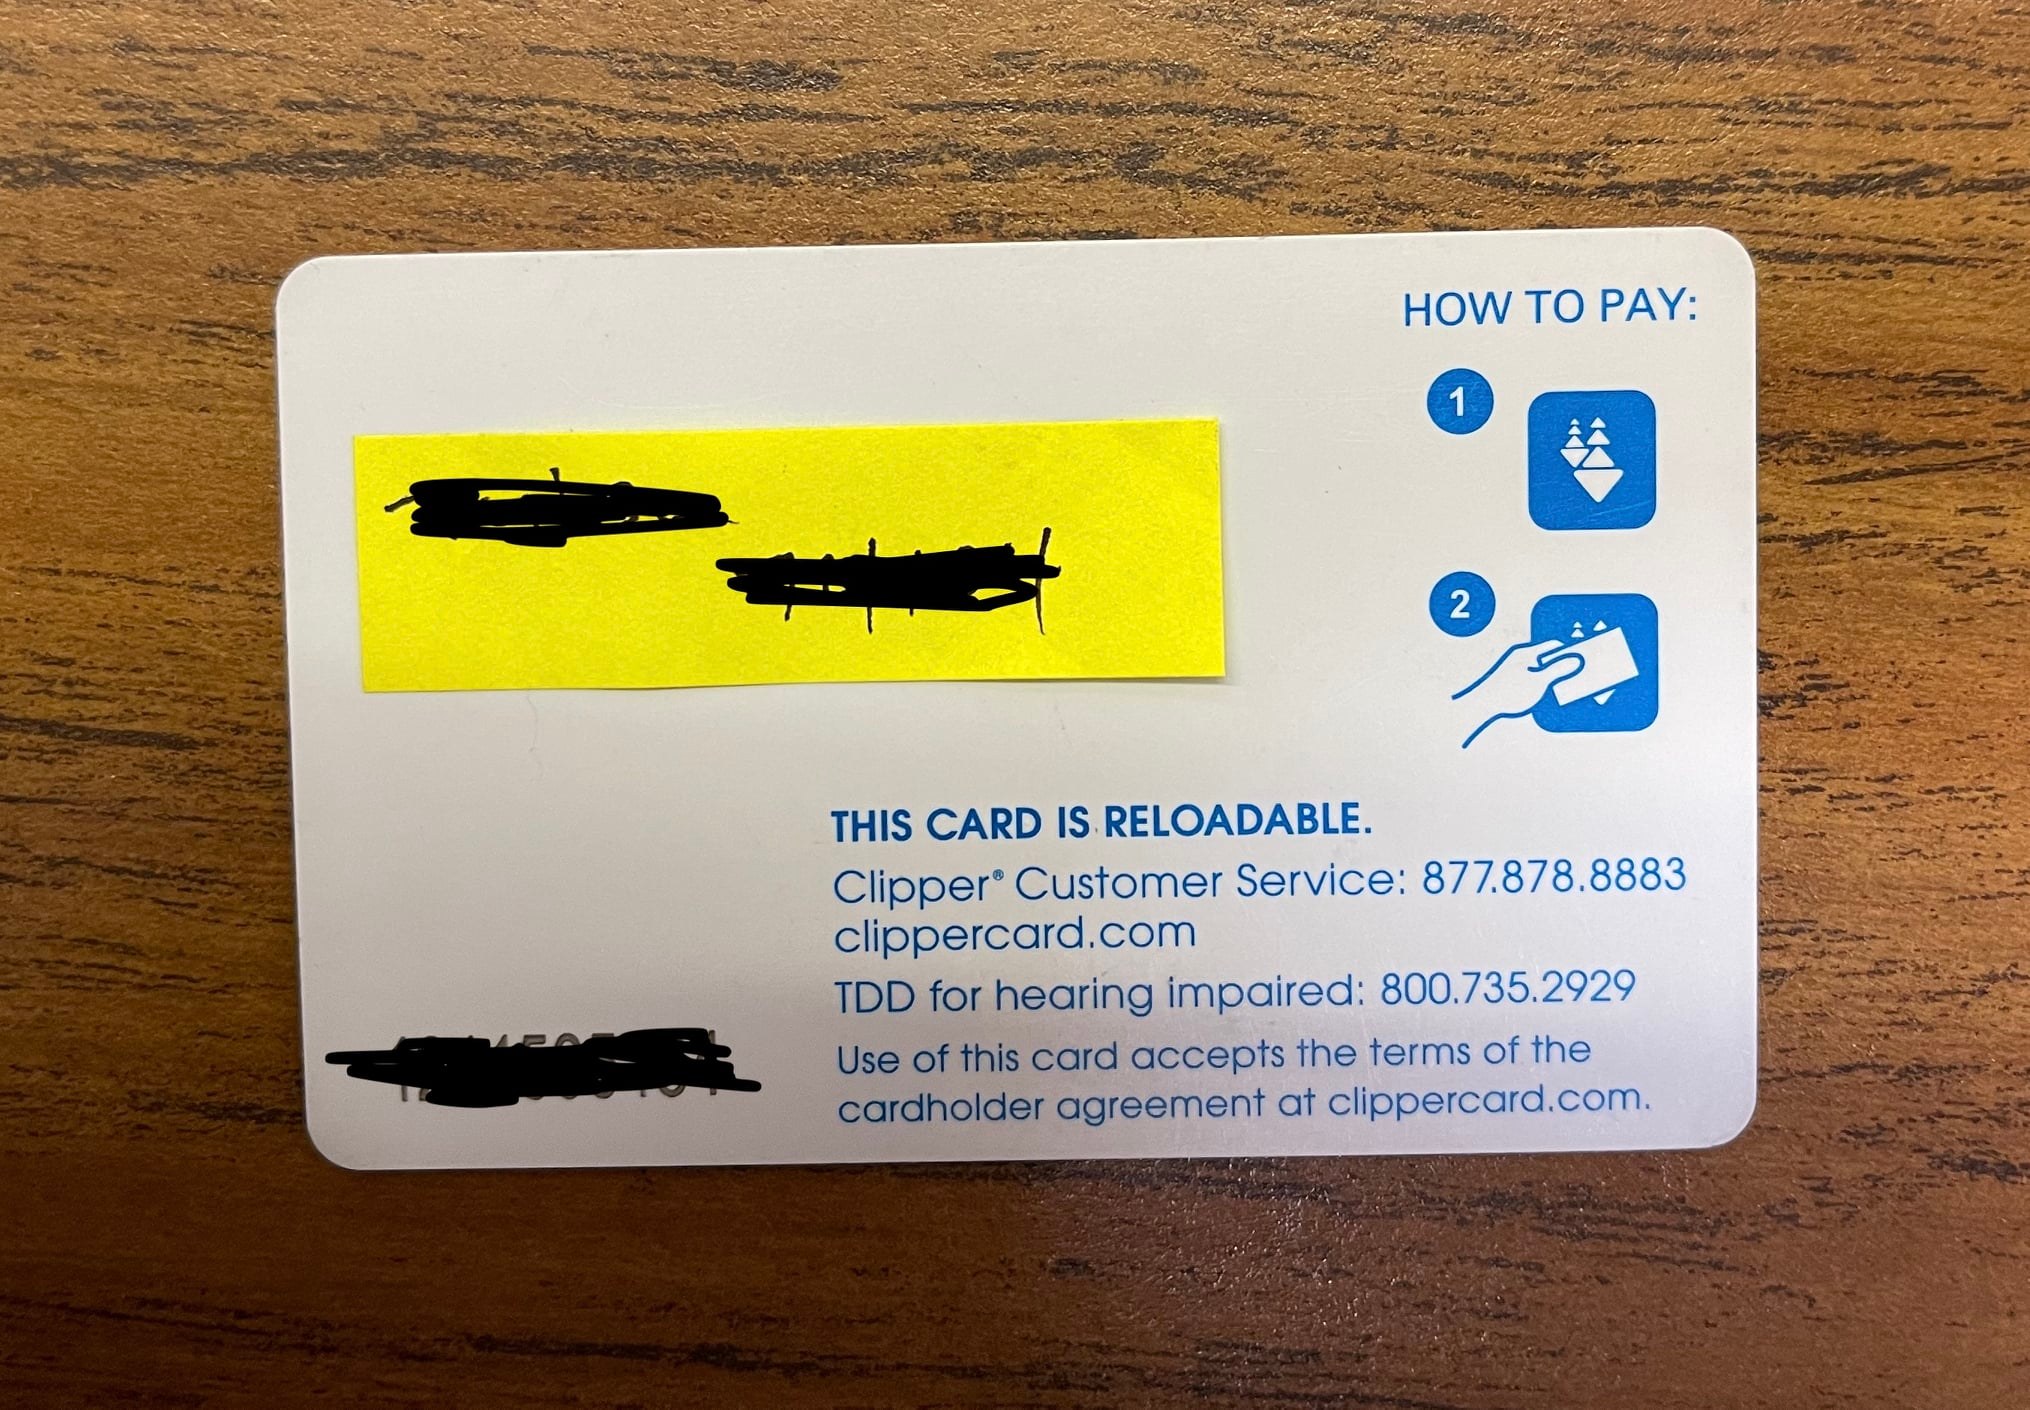 HOW TO PAY:
1
2
THIS CARD IS RELOADABLE.
Clipper® Customer Service: 877.878.8883
clippercard.com
TDD for hearing impaired: 800.735.2929
Use of this card accepts the terms of the
cardholder agreement at clippercard.com.